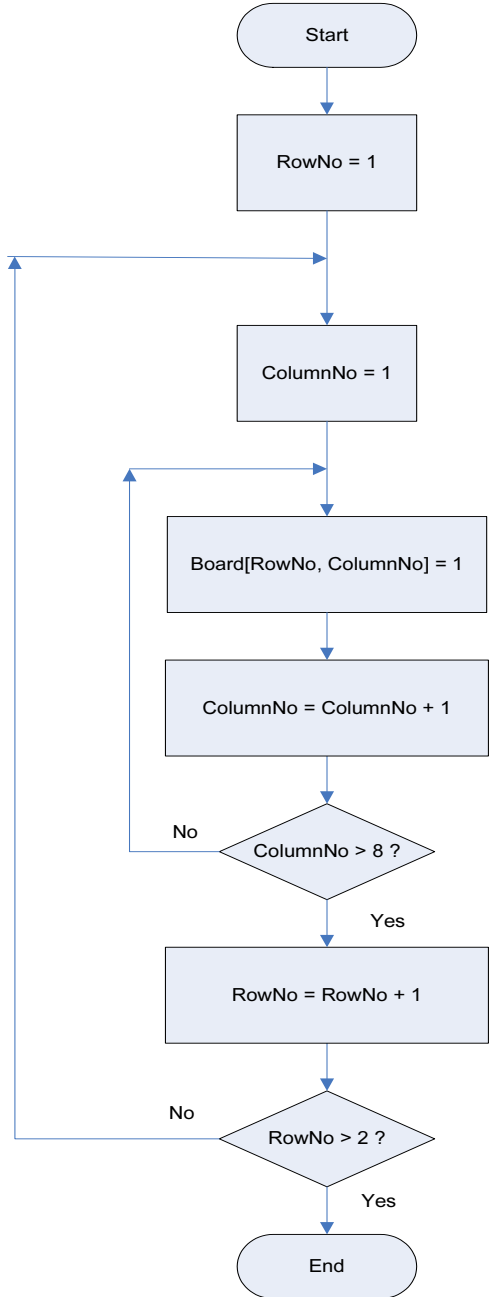 Start
RowNo = 1
ColumnNo = 1
Board[RowNo, ColumnNo] = 1
ColumnNo = ColumnNo + 1
No
ColumnNo > 8 ?
Yes
RowNo = RowNo + 1
No
RowNo > 2 ?
Yes
End